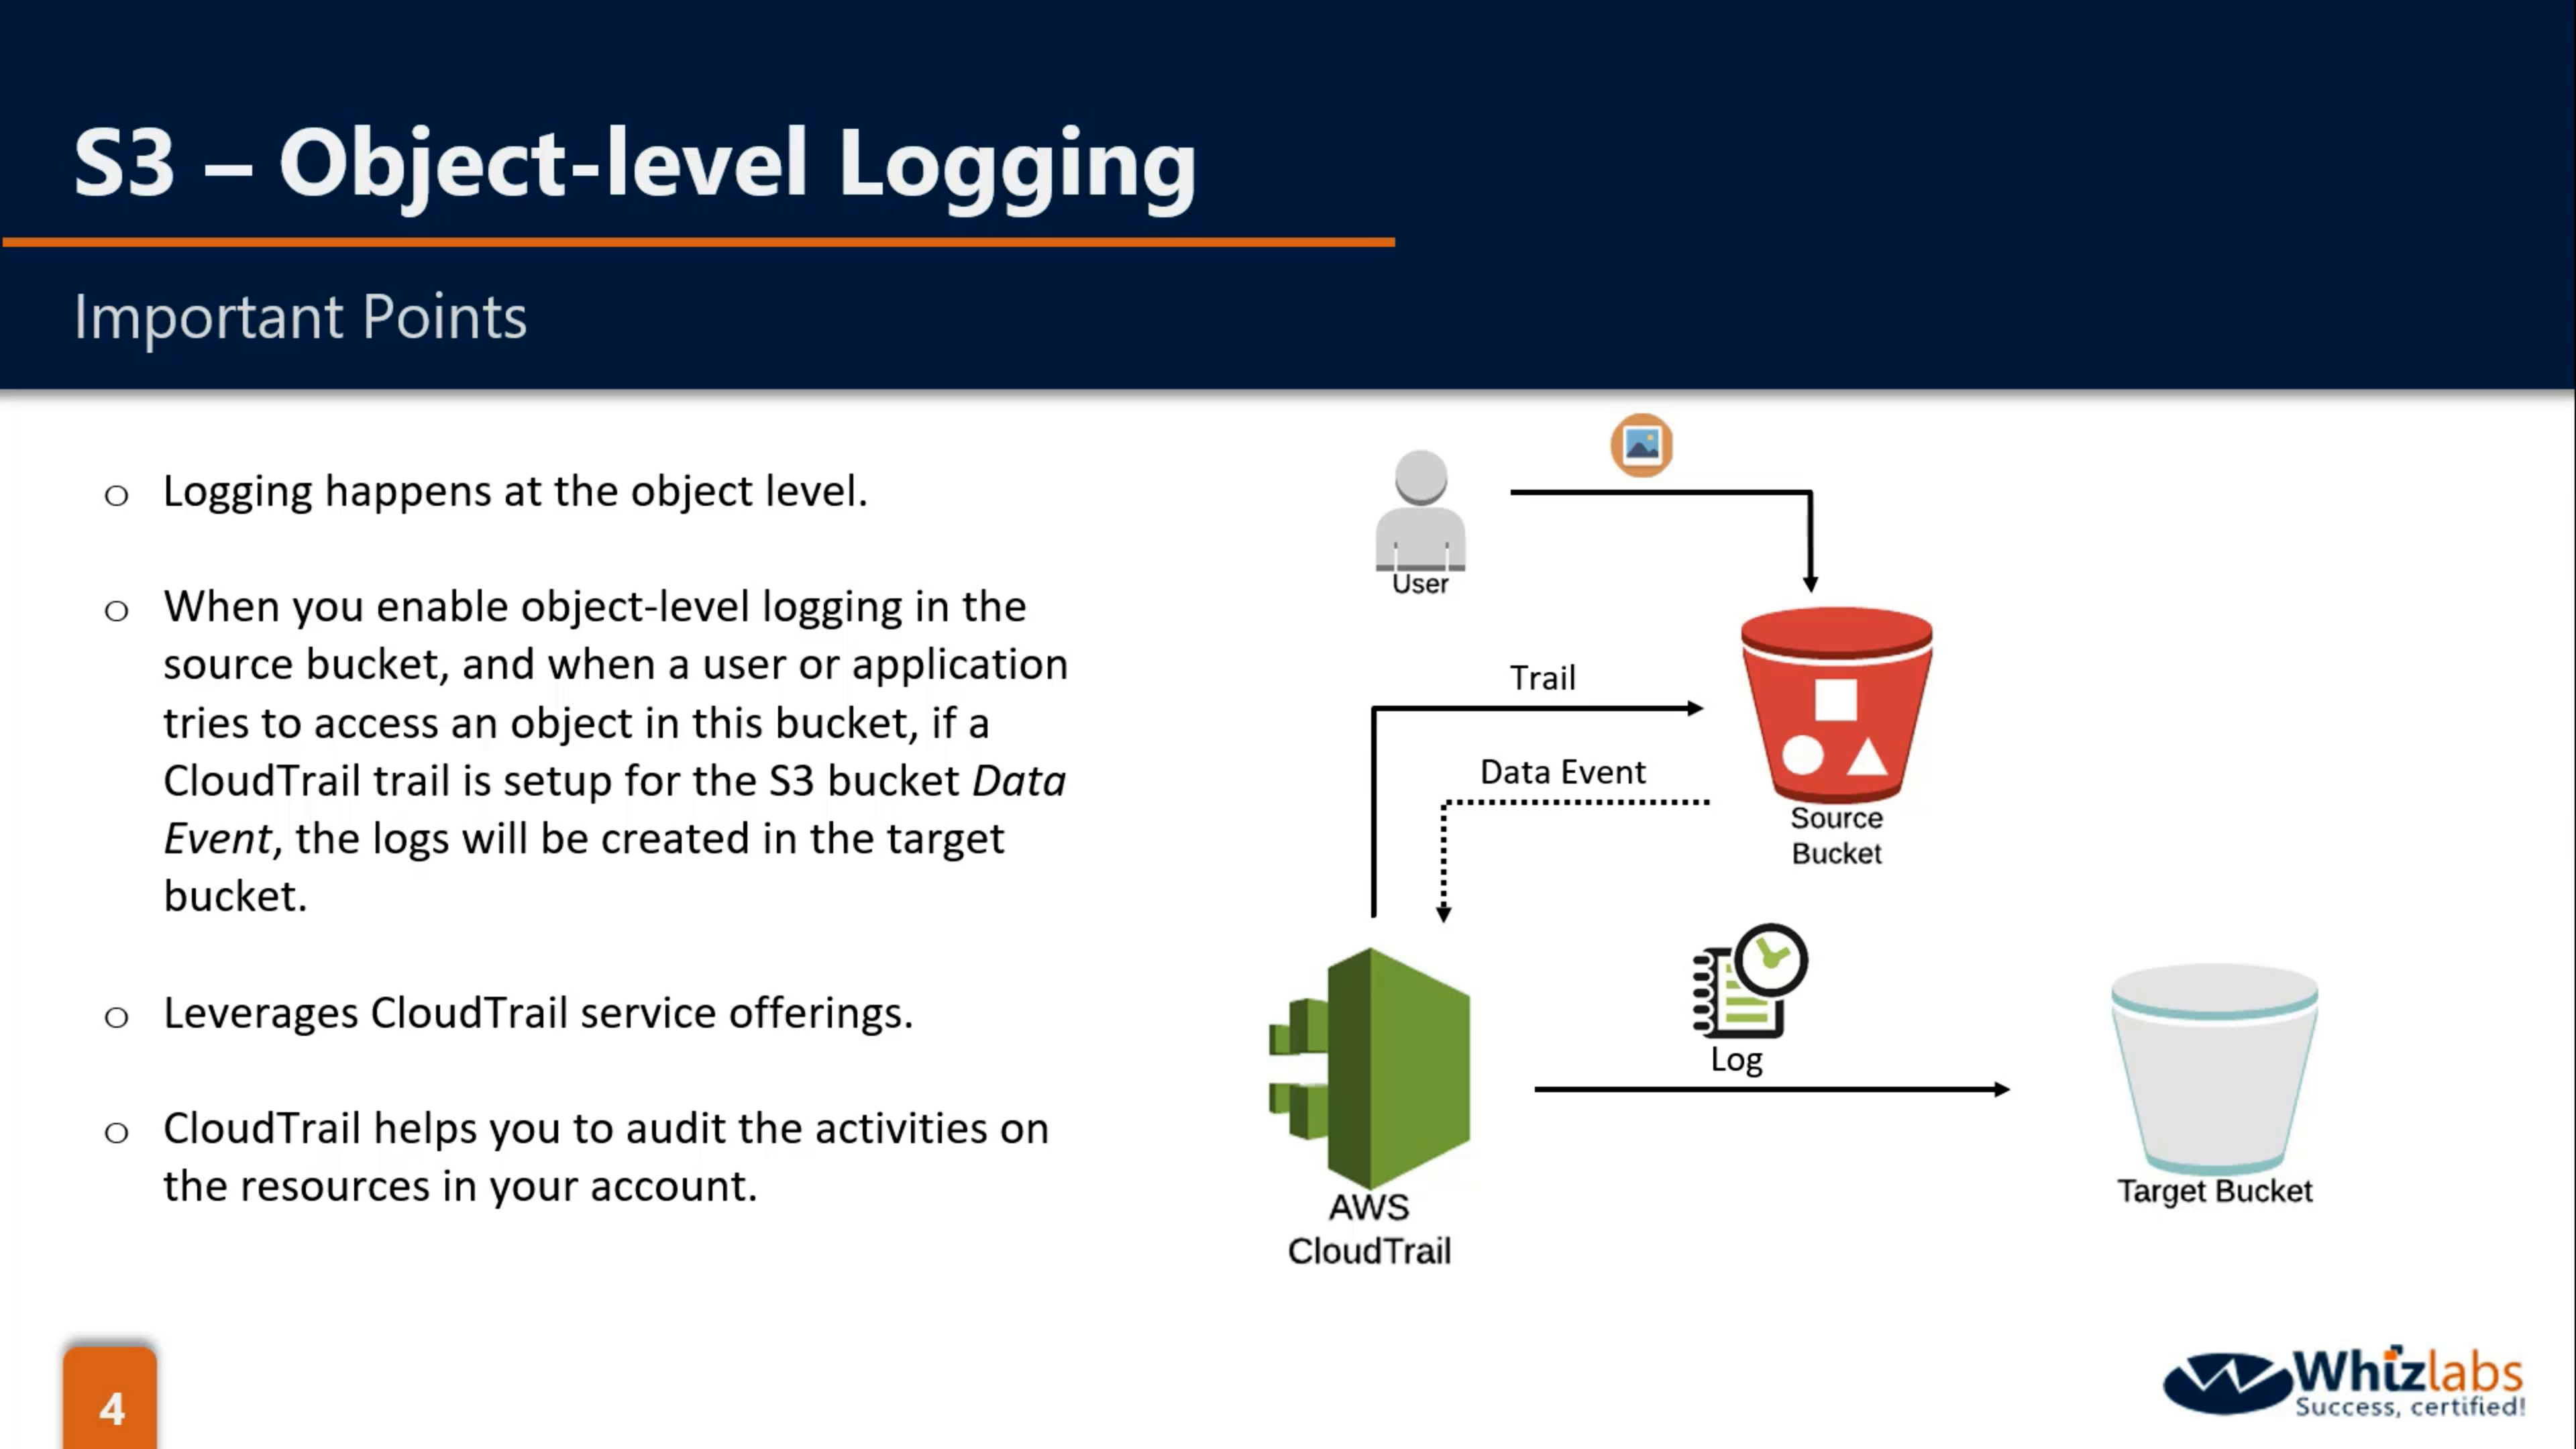 S3 – Object-level Logging
Important Points
o Logging happens at the object level.
o When you enable object-level logging in the
source bucket, and when a user or application
tries to access an object in this bucket, if a
CloudTrail trail is setup for the S3 bucket Data
Event, the logs will be created in the target
bucket.
o Leverages CloudTrail service offerings.
o CloudTrail helps you to audit the activities on
the resources in your account.
User
Trail
Data Event
Source
Bucket
Log
AWS
CloudTrail
Target Bucket
4
Whizlabs
Success, certified!